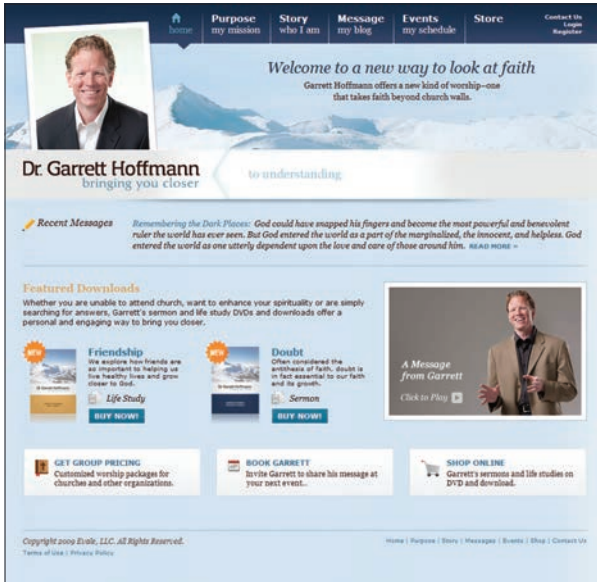 home
Purpose
my mission
Story
who I am
Message
my blog
Events
my schedule
Store
Contact Us
Login
Register
Welcome to a new way to look at faith
Garrett Hoffmann offers a new kind of worship--one
that takes faith beyond church walls.
Dr. Garrett Hoffmann
bringing you closer
to understanding
Recent Messages
Remembering the Dark Places: God could have snapped his fingers and become the most powerful and benevolent
ruler the world has ever seen. But God entered the world as a part of the marginalized, the innocent, and helpless. God
entered the world as one utterly dependent upon the love and care of those around him. READ MORE »
Featured Downloads
Whether you are unable to attend church, want to enhance your spirituality or are simply
searching for answers, Garrett's sermon and life study DVDs and downloads offer a
personal and engaging way to bring you closer.
NEW
Dr. Garrett Hoffmann
Friendship
We explore how friends are
so important to helping us
live healthy lives and grow
closer to God.
Life Study
BUY NOW!
NEW
Dr. Garrett Hoffmann
Doubt
Often considered the
antithesis of faith, doubt is
in fact essential to our faith
and its growth.
Sermon
BUY NOW!
A Message
from Garrett
Click to Play
GET GROUP PRICING
Customized worship packages for
churches and other organizations.
BOOK GARRETT
Invite Garrett to share his message at
your next event..
SHOP ONLINE
Garrett's sermons and life studies on
DVD and download.
Copyright 2009 Evale, LLC. All Rights Reserved.
Terms of Use | Privacy Policy
Home | Purpose | Story | Messages | Events | Shop | Contact Us